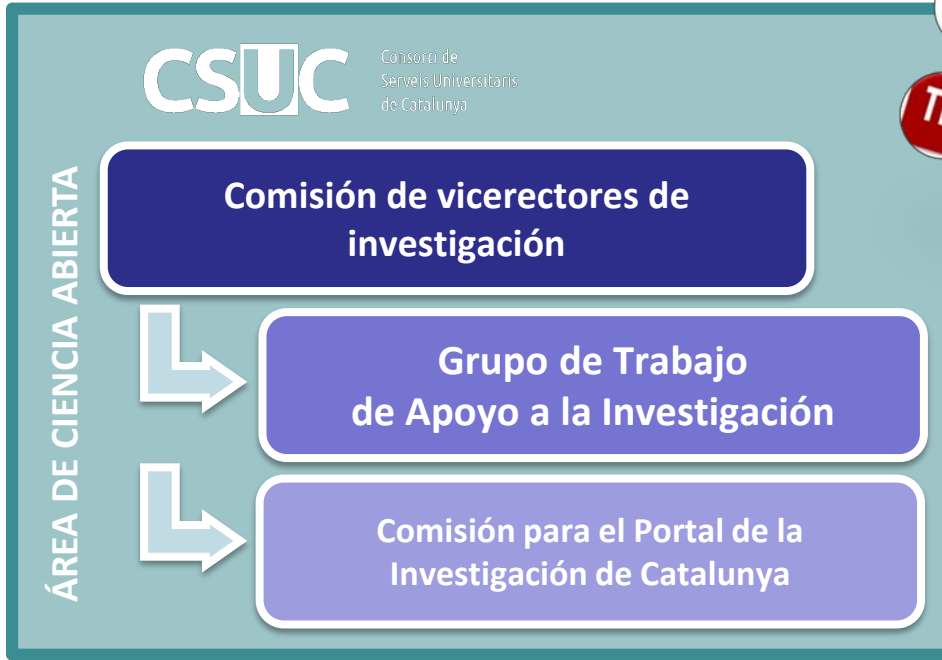 CSUC
Consorci de
Serveis Universitaris
de Catalunya
ÁREA DE CIENCIA ABIERTA
Comisión de vicerectores de
investigación
Grupo de Trabajo
de Apoyo a la Investigación
Comisión para el Portal de la
Investigación de Catalunya